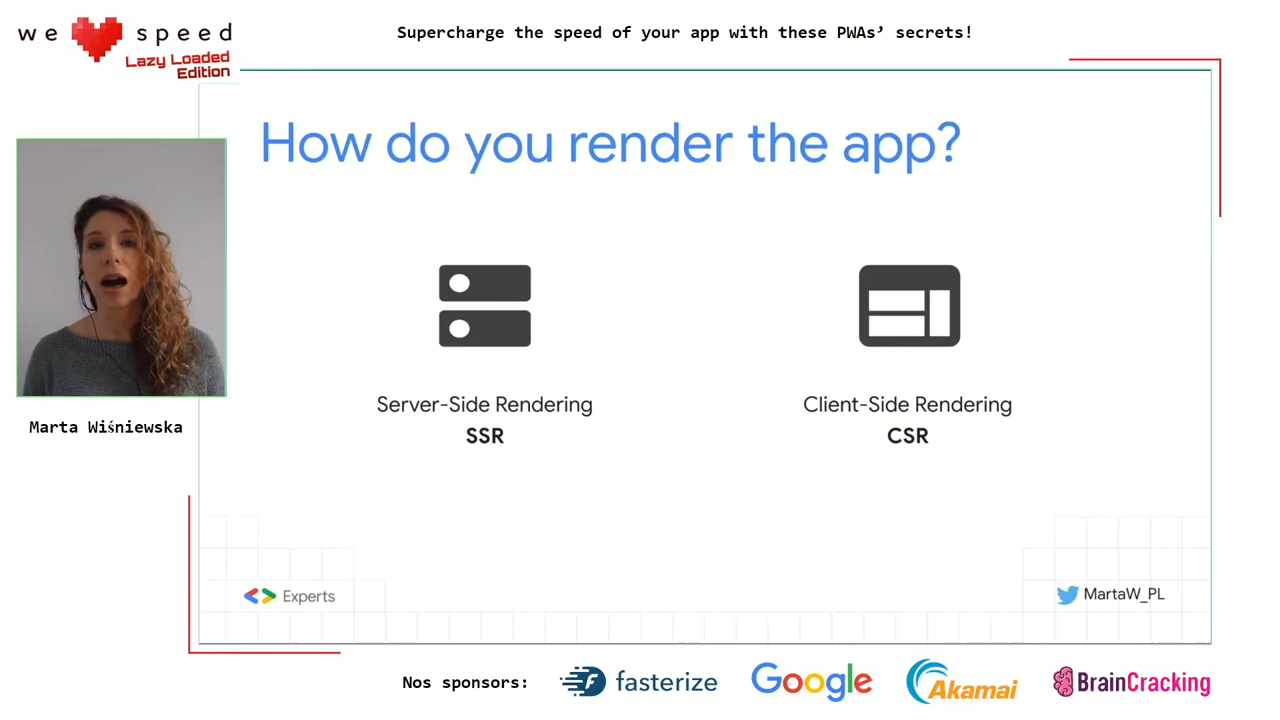 we speed
Lazy Loaded
Edition
Supercharge the speed of your app with these PWAs’ secrets!
How do you render the app?
Marta Wiśniewska
Server-Side Rendering
SSR
Client-Side Rendering
CSR
Experts
MartaW_PL
Nos sponsors:
fasterize
Google
Akamai
BrainCracking